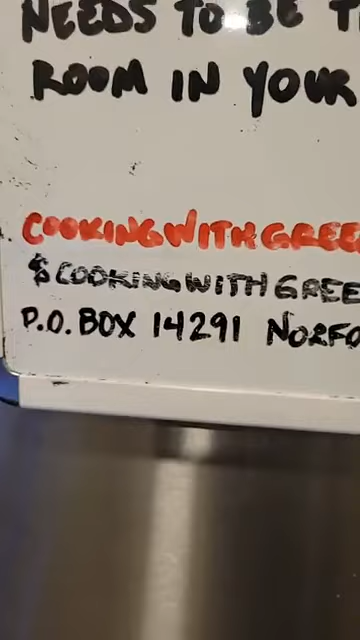 NEEDS TO BE
ROOM IN YOUR
COOKINGWITHGREE
$COOKINGWITHGREE
P.O. BOX 14291 NORFO